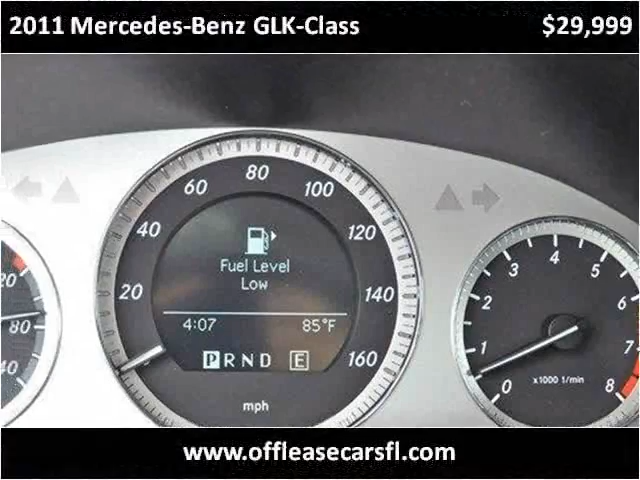 2011 Mercedes-Benz GLK-Class $29,999
20 40 60 80 100 120 140 160
Fuel Level
Low
4:07 85°F
P R N D E
mph
20
80
40
0 1 2 3 4 5 6 7 8
x1000 1/min
www.offleasecarsfl.com